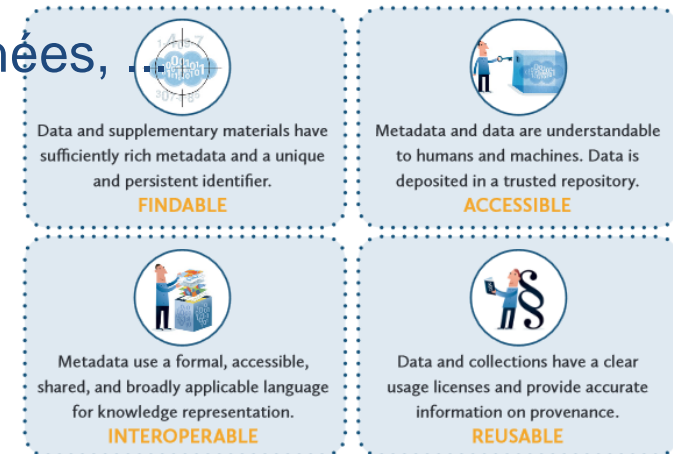 nées, ...
Data and supplementary materials have
sufficiently rich metadata and a unique
and persistent identifier.
FINDABLE
Metadata and data are understandable
to humans and machines. Data is
deposited in a trusted repository.
ACCESSIBLE
Metadata use a formal, accessible,
shared, and broadly applicable language
for knowledge representation.
INTEROPERABLE
Data and collections have a clear
usage licenses and provide accurate
information on provenance.
REUSABLE